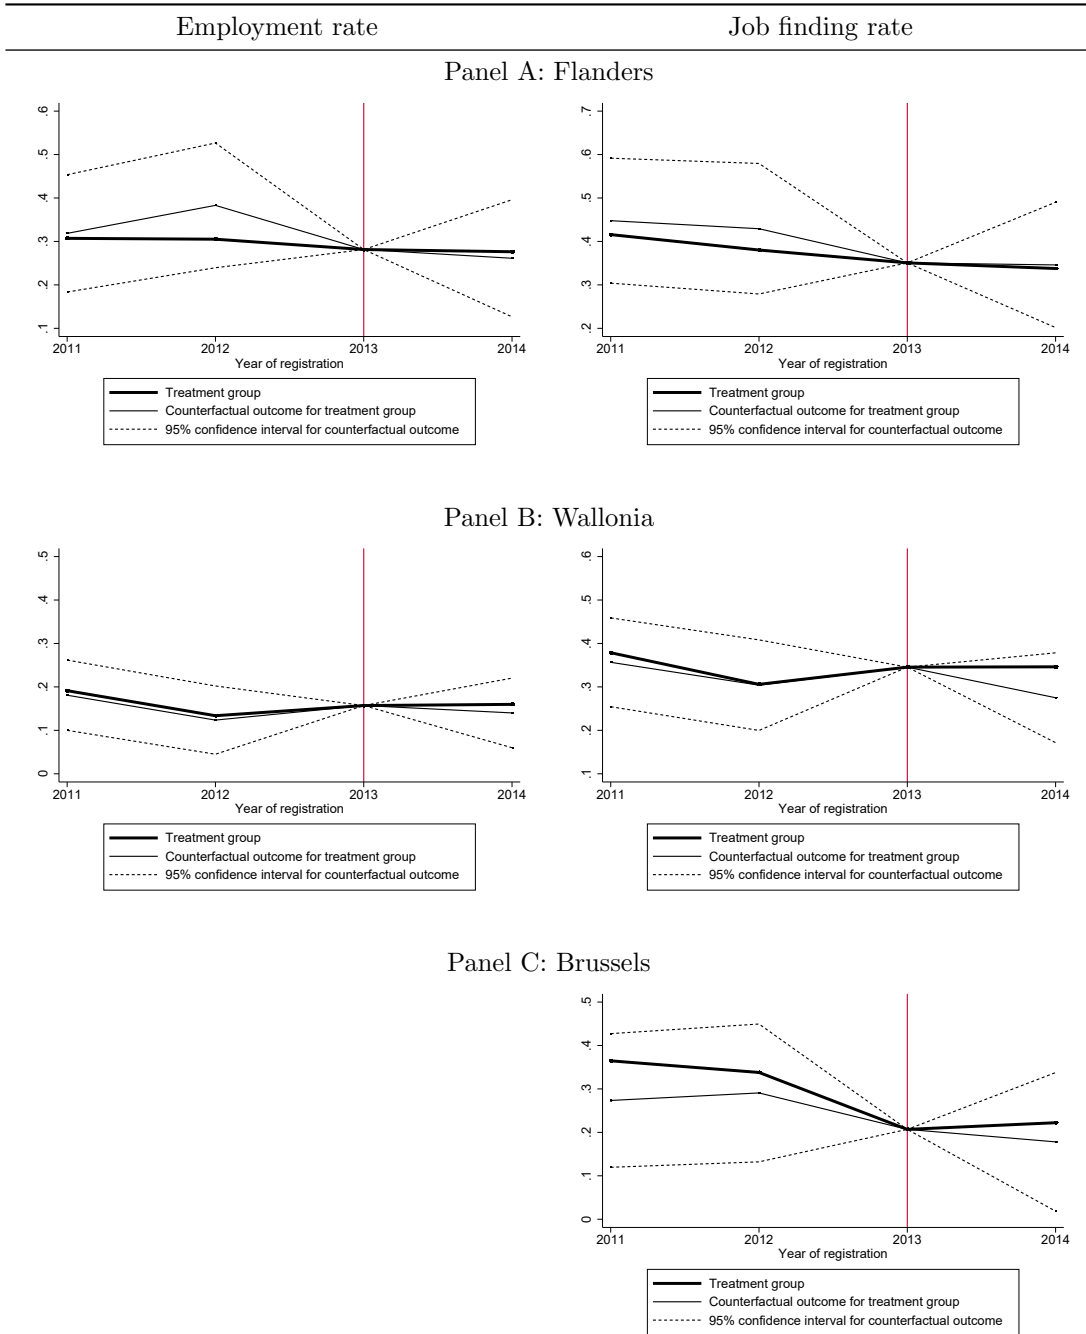 Employment rate
Job finding rate
Panel A: Flanders
.6
.5
.4
.3
.2
.1
2011 2012 2013 2014
Year of registration
Treatment group
Counterfactual outcome for treatment group
95% confidence interval for counterfactual outcome
.7
.6
.5
.4
.3
.2
2011 2012 2013 2014
Year of registration
Treatment group
Counterfactual outcome for treatment group
95% confidence interval for counterfactual outcome
Panel B: Wallonia
.5
.4
.3
.2
.1
0
2011 2012 2013 2014
Year of registration
Treatment group
Counterfactual outcome for treatment group
95% confidence interval for counterfactual outcome
.6
.5
.4
.3
.2
.1
2011 2012 2013 2014
Year of registration
Treatment group
Counterfactual outcome for treatment group
95% confidence interval for counterfactual outcome
Panel C: Brussels
.5
.4
.3
.2
.1
0
2011 2012 2013 2014
Year of registration
Treatment group
Counterfactual outcome for treatment group
95% confidence interval for counterfactual outcome